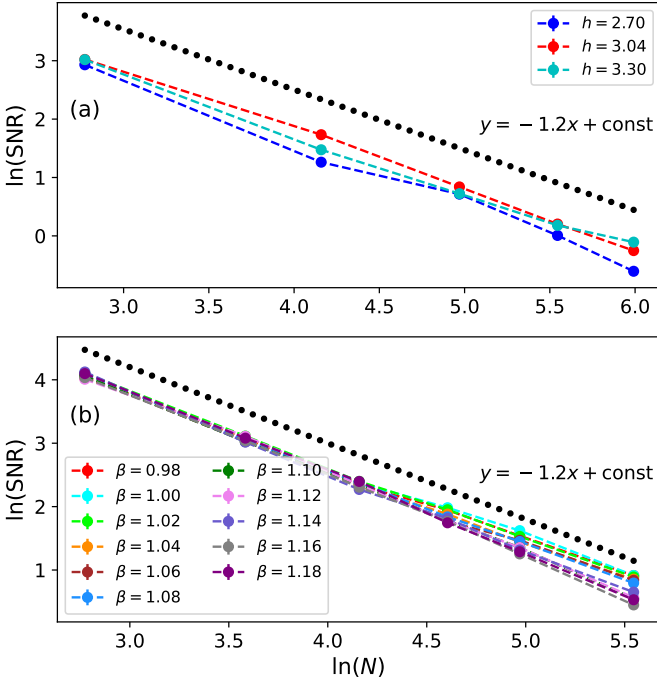 h = 2.70
h = 3.04
h = 3.30
(a)
y = −1.2x + const
ln(SNR)
3
2
1
0
3.0 3.5 4.0 4.5 5.0 5.5 6.0
(b)
y = −1.2x + const
ln(SNR)
4
3
2
1
β = 0.98 β = 1.10
β = 1.00 β = 1.12
β = 1.02 β = 1.14
β = 1.04 β = 1.16
β = 1.06 β = 1.18
β = 1.08
3.0 3.5 4.0 4.5 5.0 5.5
ln(N)